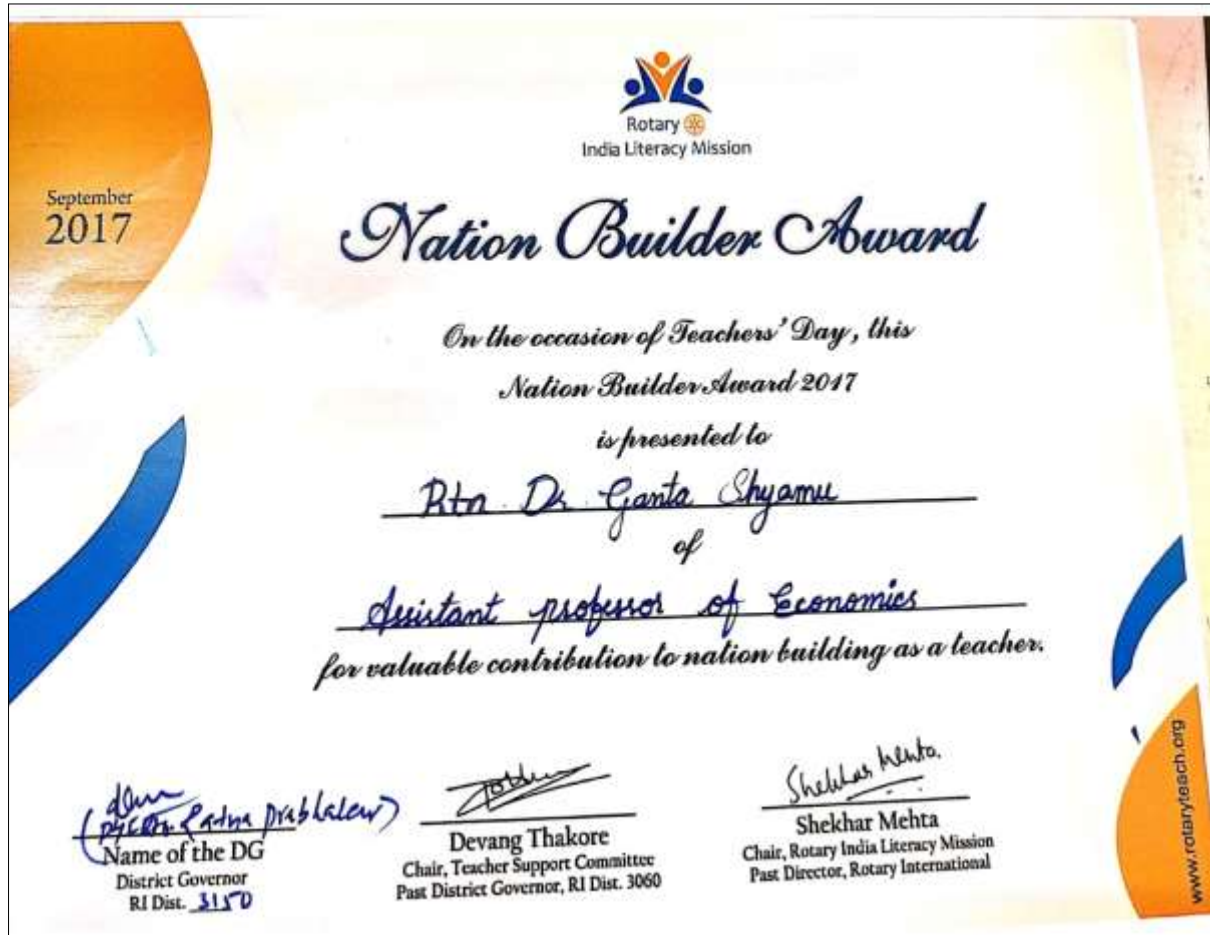 Rotary
India Literacy Mission
September
2017
Nation Builder Award
On the occasion of Teachers' Day, this
Nation Builder Award 2017
is presented to
Rtn. Dr. Ganta Shyamu
of
Assistant professor of Economics
for valuable contribution to nation building as a teacher.
Name of the DG
District Governor
RI Dist. 3150
Devang Thakore
Chair, Teacher Support Committee
Past District Governor, RI Dist. 3060
Shekhar Mehta
Shekhar Mehta
Chair, Rotary India Literacy Mission
Past Director, Rotary International
www.rotaryteach.org